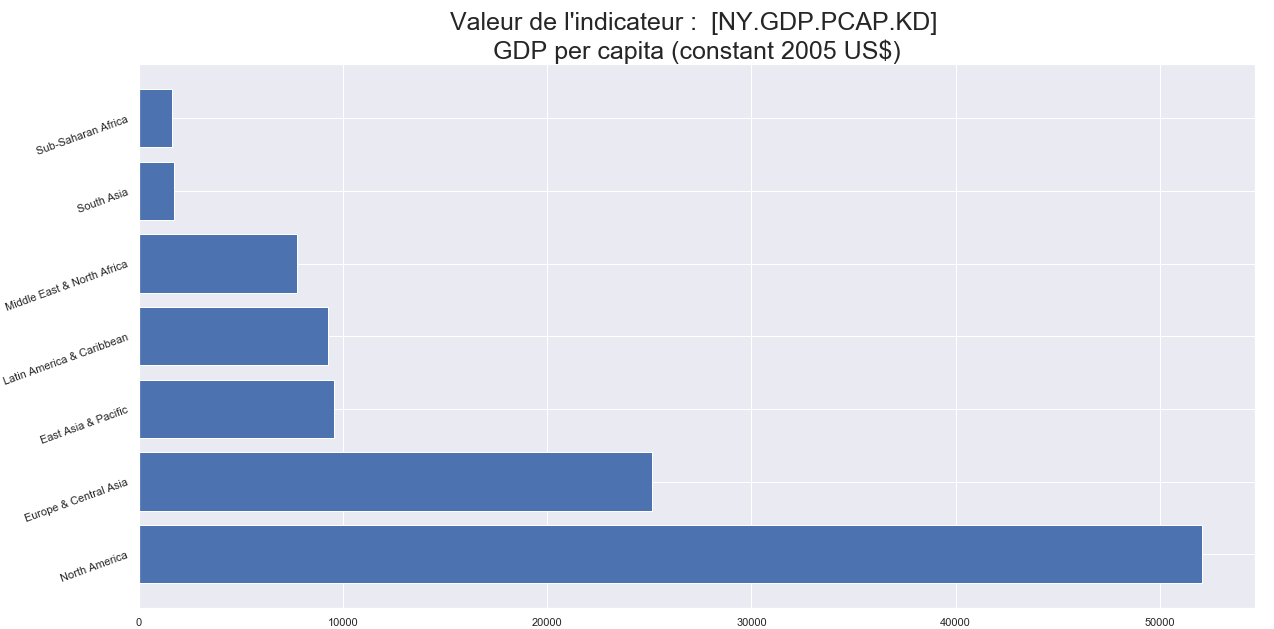 Valeur de l'indicateur :  [NY.GDP.PCAP.KD]
GDP per capita (constant 2005 US$)
Sub-Saharan Africa
South Asia
Middle East & North Africa
Latin America & Caribbean
East Asia & Pacific
Europe & Central Asia
North America
0 10000 20000 30000 40000 50000